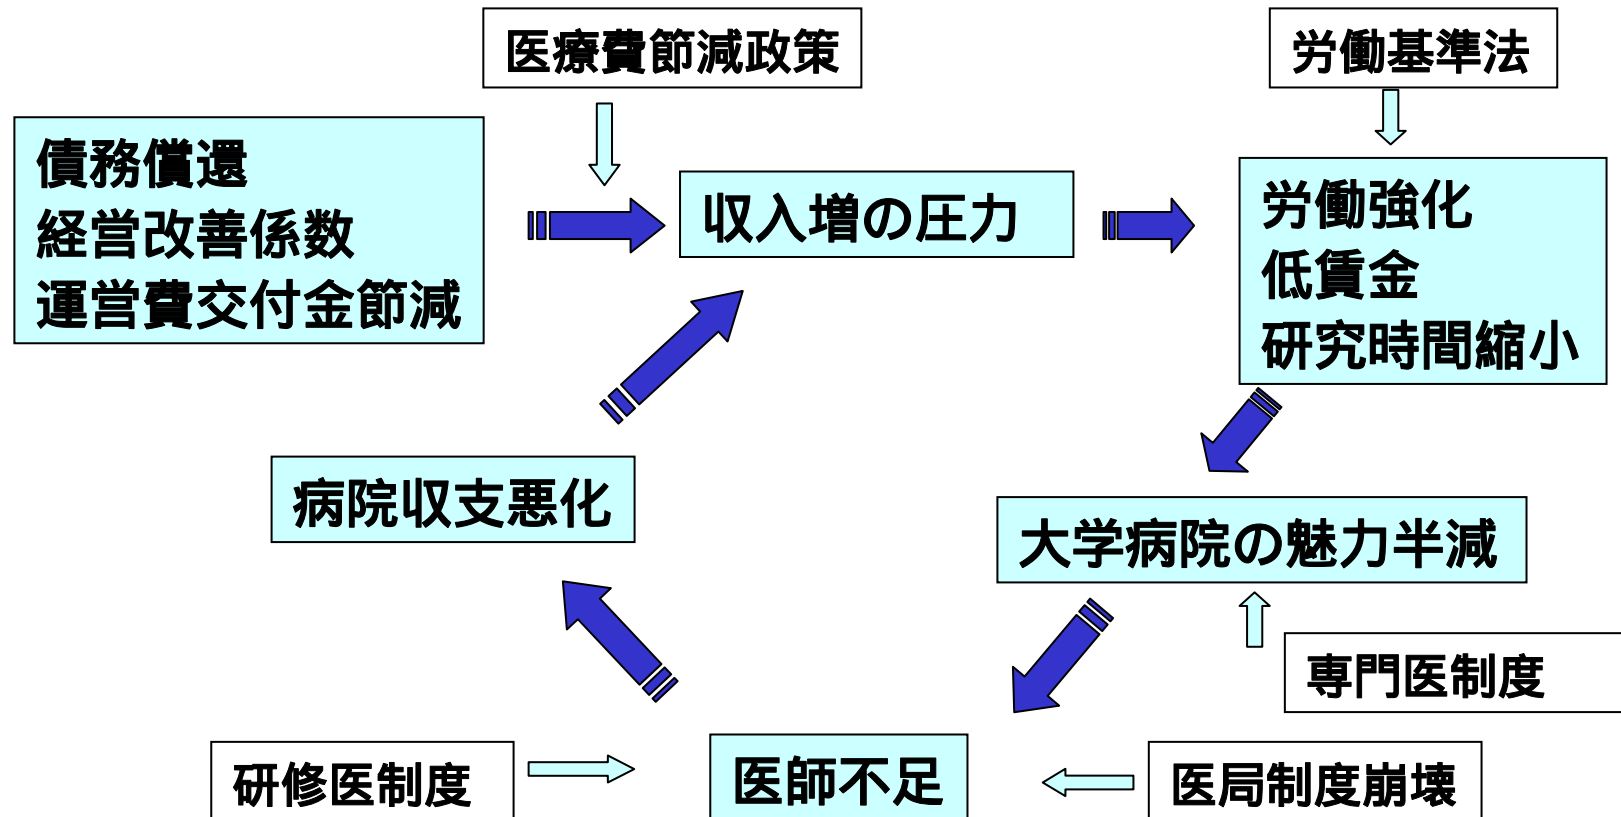 医療費節減政策
労働基準法
債務償還
経営改善係数
運営費交付金節減
収入増の圧力
労働強化
低賃金
研究時間縮小
病院収支悪化
大学病院の魅力半減
専門医制度
研修医制度
医師不足
医局制度崩壊